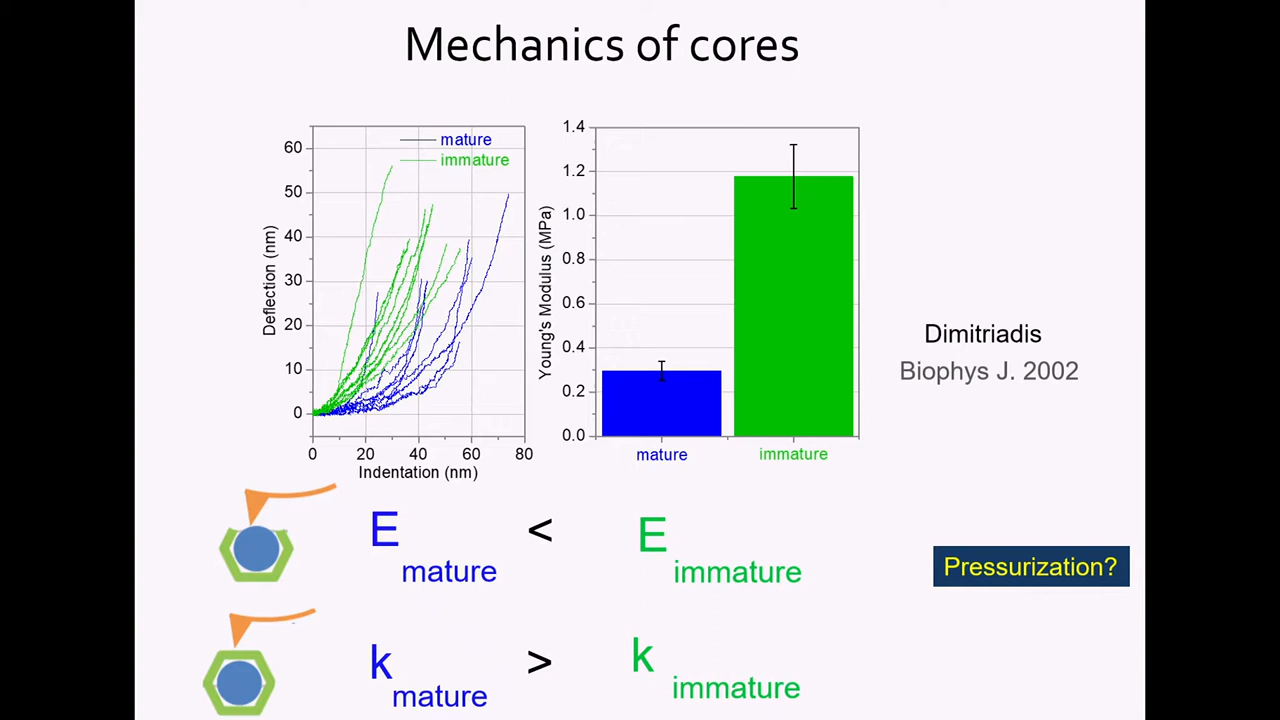 Mechanics of cores
mature
immature
60
50
40
30
20
10
0
Deflection (nm)
0 20 40 60 80
Indentation (nm)
1.4
1.2
1.0
0.8
0.6
0.4
0.2
0.0
Young's Modulus (MPa)
mature immature
Dimitriadis
Biophys J. 2002
E mature < E immature
Pressurization?
k mature > k immature